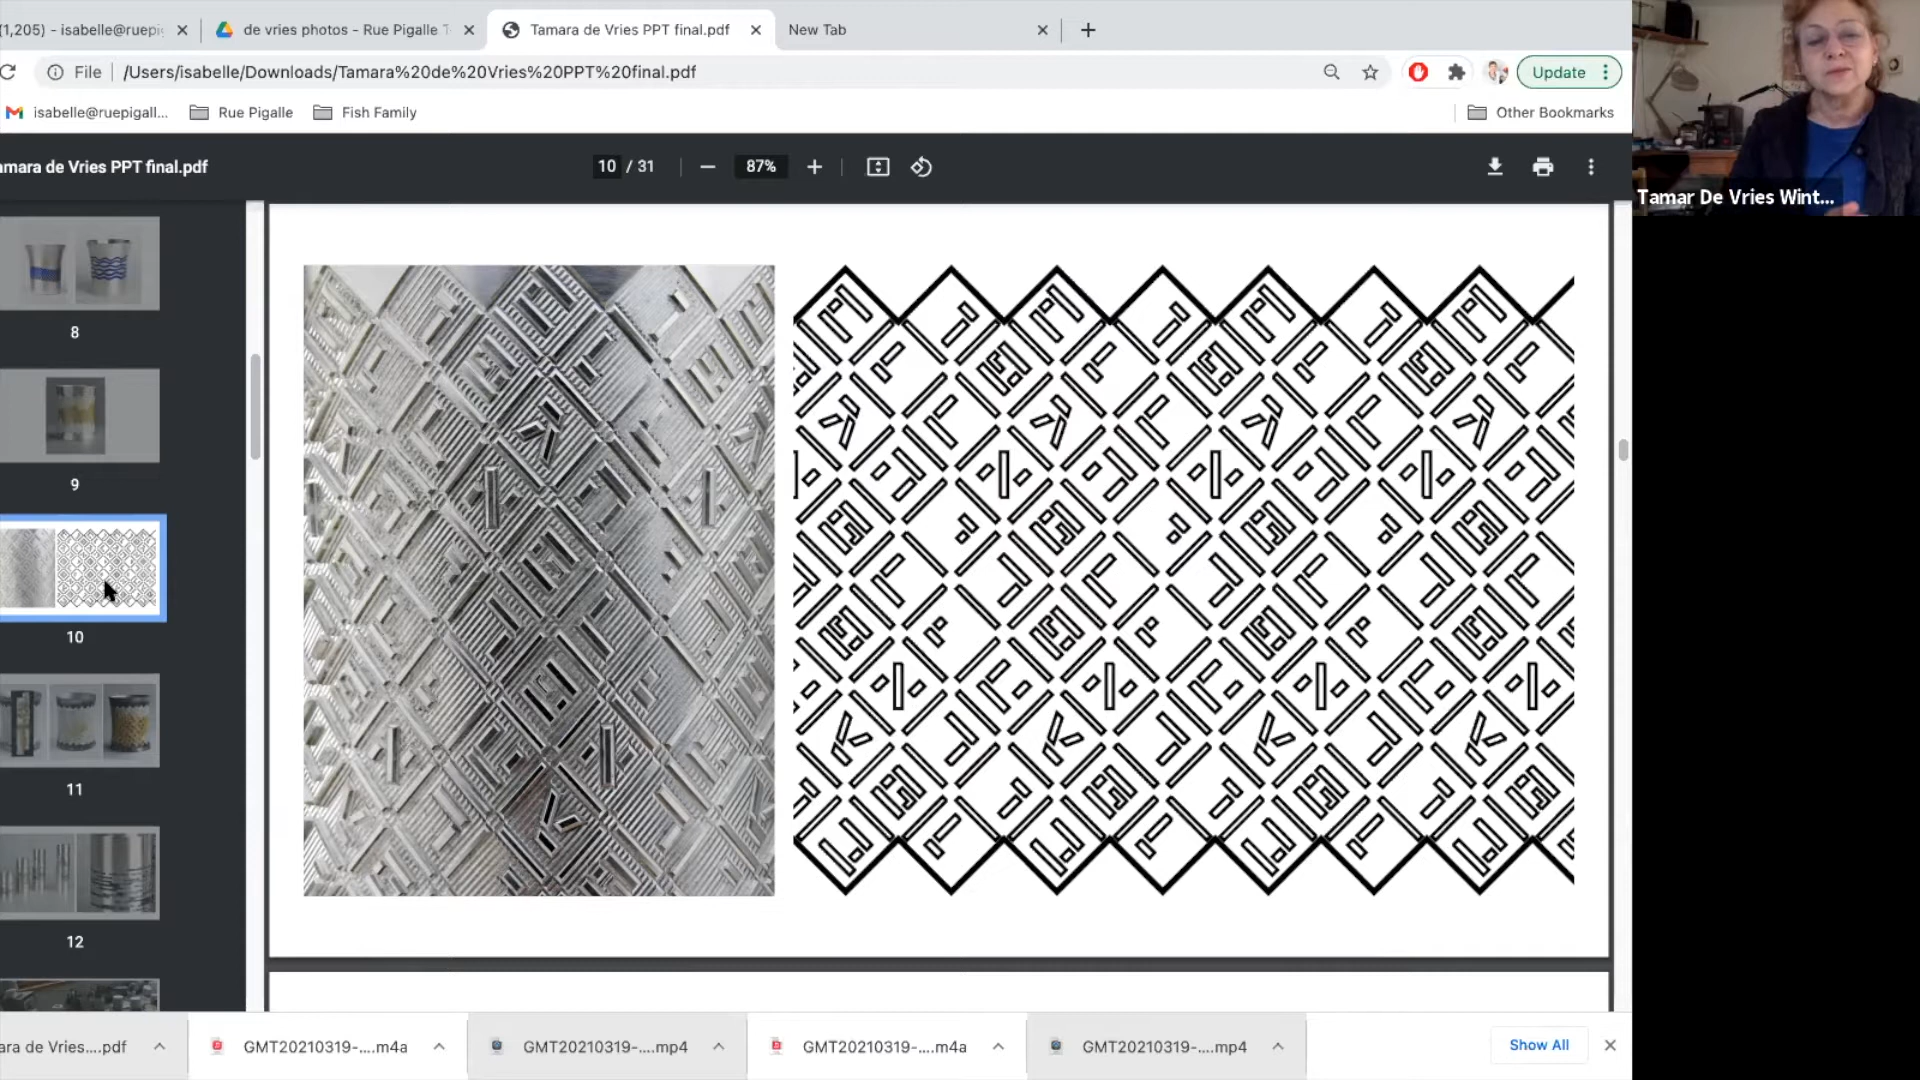 (1,205) - isabelle@ruepi
de vries photos - Rue Pigalle
Tamara de Vries PPT final.pdf
New Tab
File
/Users/isabelle/Downloads/Tamara%20de%20Vries%20PPT%20final.pdf
Update
isabelle@ruepigall...
Rue Pigalle
Fish Family
Other Bookmarks
amara de Vries PPT final.pdf
10 / 31
87%
Tamar De Vries Wint...
8
9
10
11
12
ara de Vries....pdf
GMT20210319-....m4a
GMT20210319-....mp4
GMT20210319-....m4a
GMT20210319-....mp4
Show All